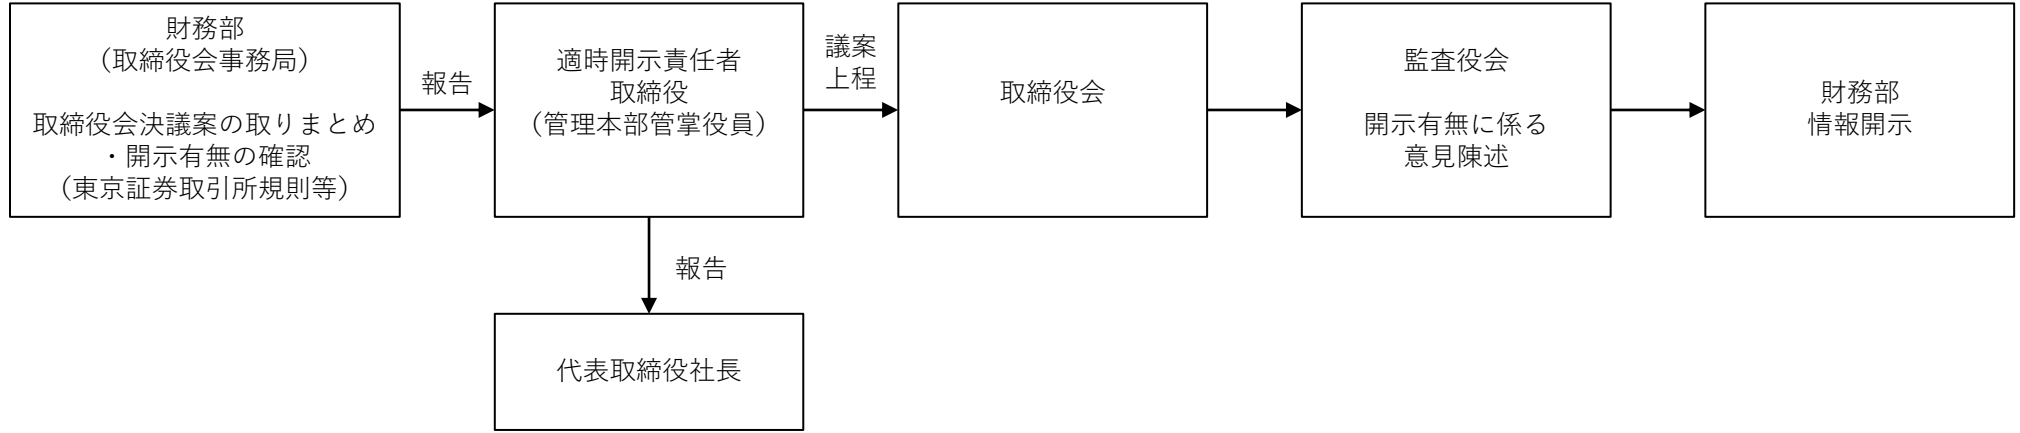 財務部
（取締役会事務局）
取締役会決議案の取りまとめ
・開示有無の確認
（東京証券取引所規則等）
報告
適時開示責任者
取締役
（管理本部管掌役員）
議案
上程
取締役会
監査役会
開示有無に係る
意見陳述
財務部
情報開示
報告
代表取締役社長